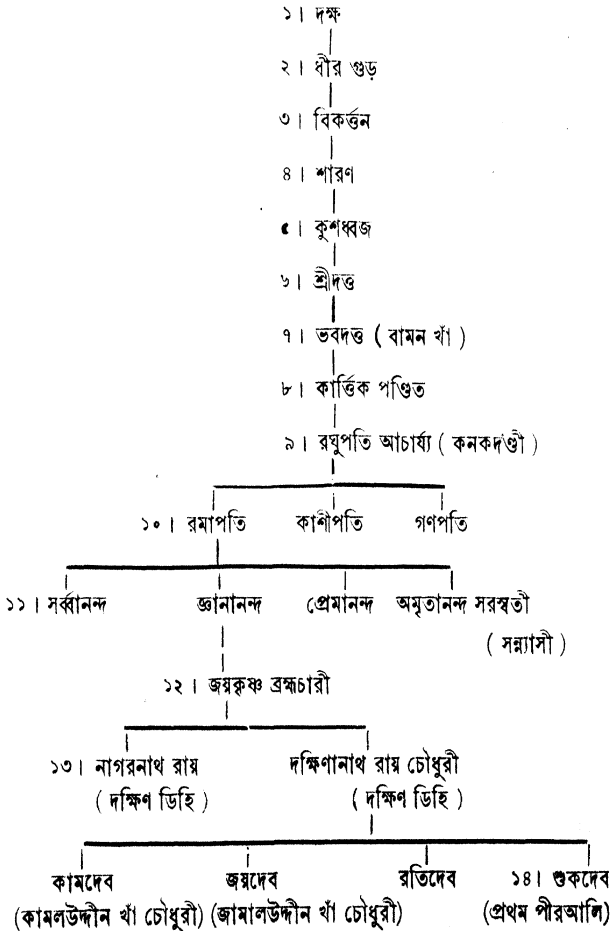 ১। দক্ষ
২। ধীর গুড়
৩। বিকর্ত্তন
৪। শারণ
৫। কুশধ্বজ
৬। শ্রীদত্ত
৭। ভবদত্ত ( বামন খাঁ )
৮। কার্ত্তিক পণ্ডিত
৯। রঘুপতি আচার্য্য ( কনকদণ্ডী )
১০। রমাপতি কাশীপতি গণপতি
১১। সর্ব্বানন্দ জ্ঞানানন্দ প্রেমানন্দ অমৃতানন্দ সরস্বতী
( সন্ন্যাসী )
১২। জয়কৃষ্ণ ব্রহ্মচারী
১৩। নাগরনাথ রায় দক্ষিণানাথ রায় চৌধুরী
( দক্ষিণ ডিহি ) ( দক্ষিণ ডিহি )
কামদেব জয়দেব রতিদেব ১৪। শুকদেব
(কামলউদ্দীন খাঁ চৌধুরী) (জামালউদ্দীন খাঁ চৌধুরী) (প্রথম পীরআলি)